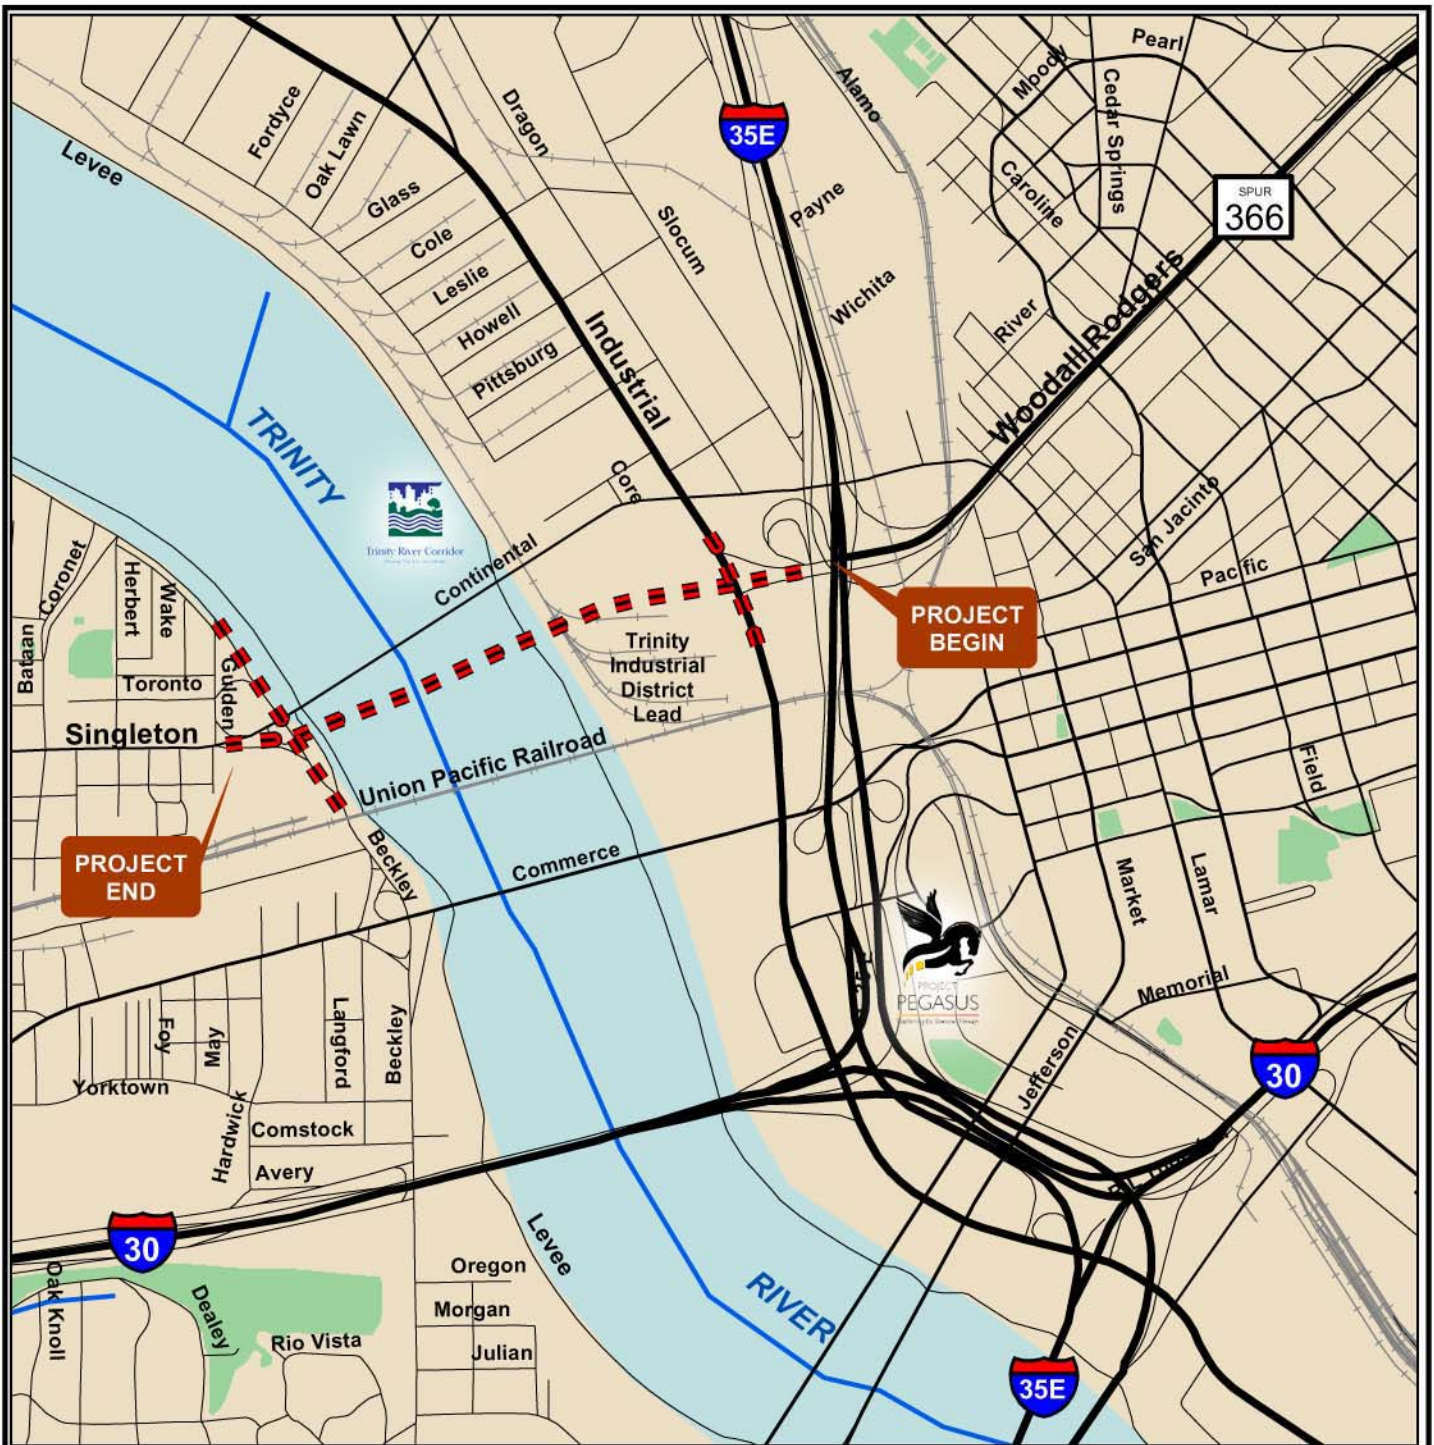 Pearl
Moody
Alamo
Cedar Springs
Dragon
35E
Fordyce
Oak Lawn
Levee
Glass
Caroline
Payne
SPUR
366
Cole
Slocum
Leslie
Wichita
Howell
River
Woodall Rodgers
Industrial
Pittsburg
TRINITY
Core
San Jacinto
Trinity River Corridor
Continental
Pacific
Coronet
Herbert
Wake
PROJECT
BEGIN
Bataan
Trinity
Industrial
District
Lead
Toronto
Gulden
Singleton
Union Pacific Railroad
Field
PROJECT
END
Beckley
Commerce
Market
Lamar
PROJECT
PEGASUS
Memorial
Foy
May
Langford
Beckley
Jefferson
30
Yorktown
Hardwick
Comstock
Avery
30
Levee
Oak Knoll
Dealey
Oregon
RIVER
Morgan
Rio Vista
Julian
35E